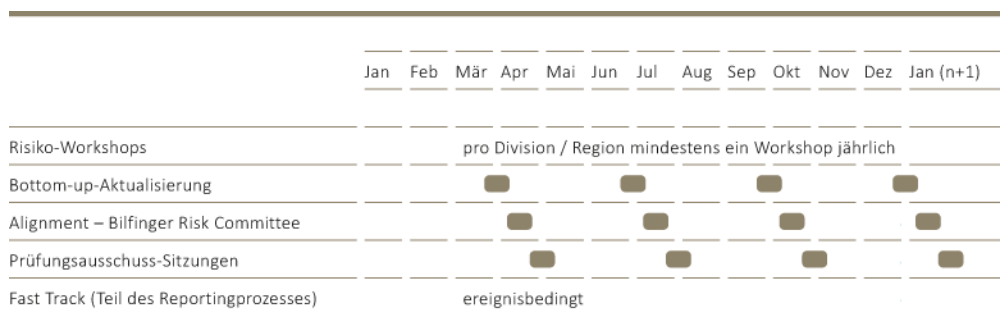 Jan Feb Mär Apr Mai Jun Jul Aug Sep Okt Nov Dez Jan (n+1)
Risiko-Workshops pro Division / Region mindestens ein Workshop jährlich
Bottom-up-Aktualisierung
Alignment – Bilfinger Risk Committee
Prüfungsausschuss-Sitzungen
Fast Track (Teil des Reportingprozesses) ereignisbedingt